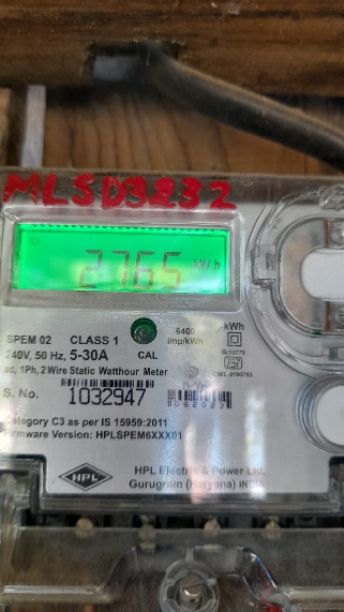 MLSD3232
2765 kWh
SPEM 02 CLASS 1
240V, 50 Hz, 5-30A CAL
6400 imp/kWh
kWh
ac, 1Ph, 2 Wire Static Watthour Meter
S. No. 1032947
Category C3 as per IS 15959:2011
Firmware Version: HPLSPEM6XXX01
HPL
HPL Electric & Power Ltd.
Gurugram (Haryana) INDIA